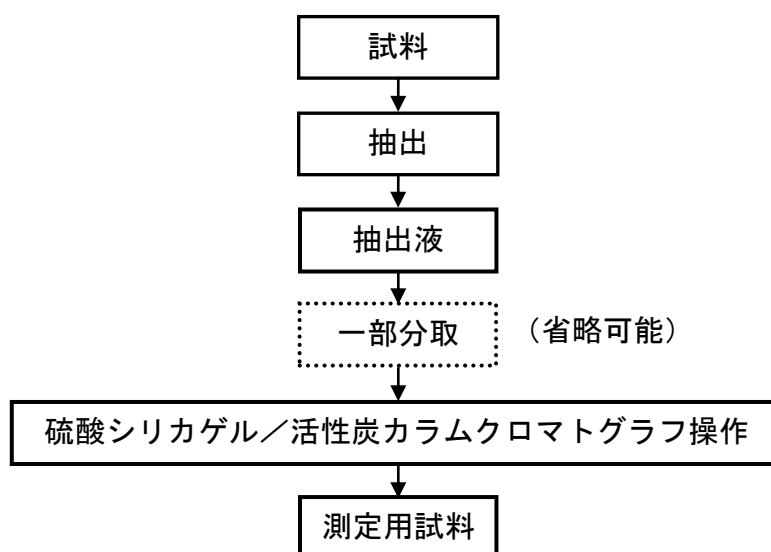 試料
抽出
抽出液
一部分取 （省略可能）
硫酸シリカゲル／活性炭カラムクロマトグラフ操作
測定用試料